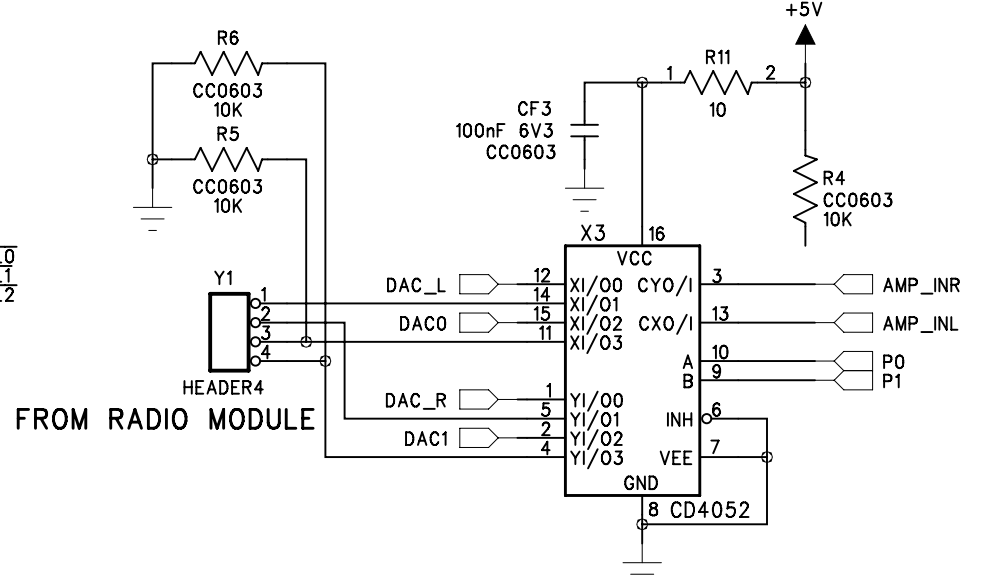 +5V
R6
CC0603
10K
R5
CC0603
10K
1 R11 2
10
CF3
100nF 6V3
CC0603
R4
CC0603
10K
L0
L1
L2
X3
16
VCC
Y1
1
2
3
4
HEADER4
FROM RADIO MODULE
DAC_L 12 XI/O0 CYO/I 3 AMP_INR
14 XI/O1
DAC0 15 XI/O2 CXO/I 13 AMP_INL
11 XI/O3
A 10 P0
B 9 P1
DAC_R 1 YI/O0
5 YI/O1 INH 6
DAC1 2 YI/O2
4 YI/O3 VEE 7
GND
8 CD4052